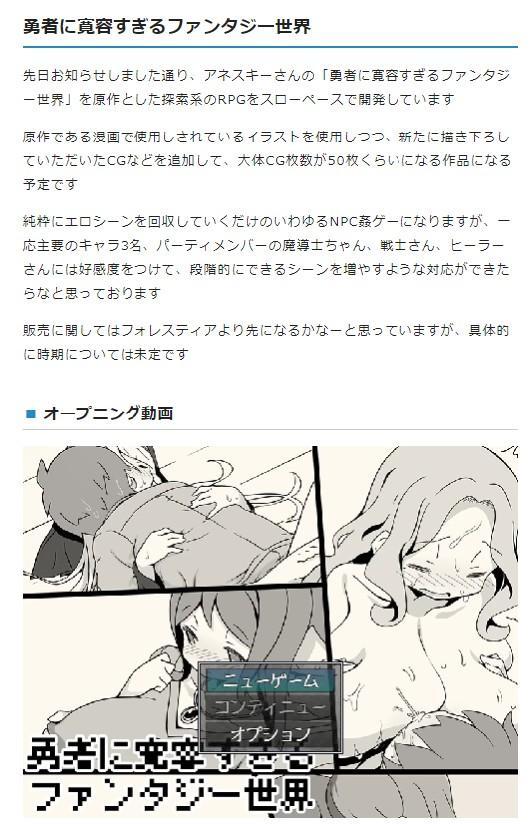 勇者に寛容すぎるファンタジー世界
先日お知らせしました通り、アネスキーさんの「勇者に寛容すぎるファンタジ
ー世界」を原作とした探索系のRPGをスローペースで開発しています
原作である漫画で使用しされているイラストを使用しつつ、新たに描き下ろし
ていただいたCGなどを追加して、大体CG枚数が50枚くらいになる作品になる
予定です
純粋にエロシーンを回収していくだけのいわゆるNPC姦ゲーになりますが、一
応主要のキャラ3名、パーティメンバーの魔導士ちゃん、戦士さん、ヒーラー
さんには好感度をつけて、段階的にできるシーンを増やすような対応ができた
らなと思っております
販売に関してはフォレスティアより先になるかなーと思っていますが、具体的
に時期については未定です
オープニング動画
ニューゲーム
コンティニュー
オプション
勇者に寛容すぎる
ファンタジー世界